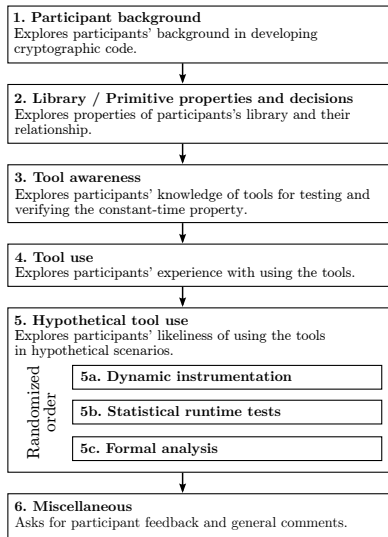 1. Participant background
Explores participants' background in developing
cryptographic code.
2. Library / Primitive properties and decisions
Explores properties of participants's library and their
relationship.
3. Tool awareness
Explores participants' knowledge of tools for testing and
verifying the constant-time property.
4. Tool use
Explores participants' experience with using the tools.
5. Hypothetical tool use
Explores participants' likeliness of using the tools
in hypothetical scenarios.
Randomized
order
5a. Dynamic instrumentation
5b. Statistical runtime tests
5c. Formal analysis
6. Miscellaneous
Asks for participant feedback and general comments.